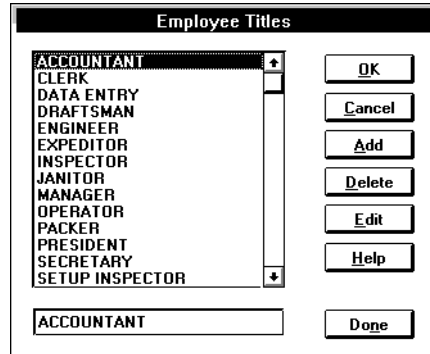 Employee Titles
ACCOUNTANT
CLERK
DATA ENTRY
DRAFTSMAN
ENGINEER
EXPEDITOR
INSPECTOR
JANITOR
MANAGER
OPERATOR
PACKER
PRESIDENT
SECRETARY
SETUP INSPECTOR
ACCOUNTANT
OK
Cancel
Add
Delete
Edit
Help
Done